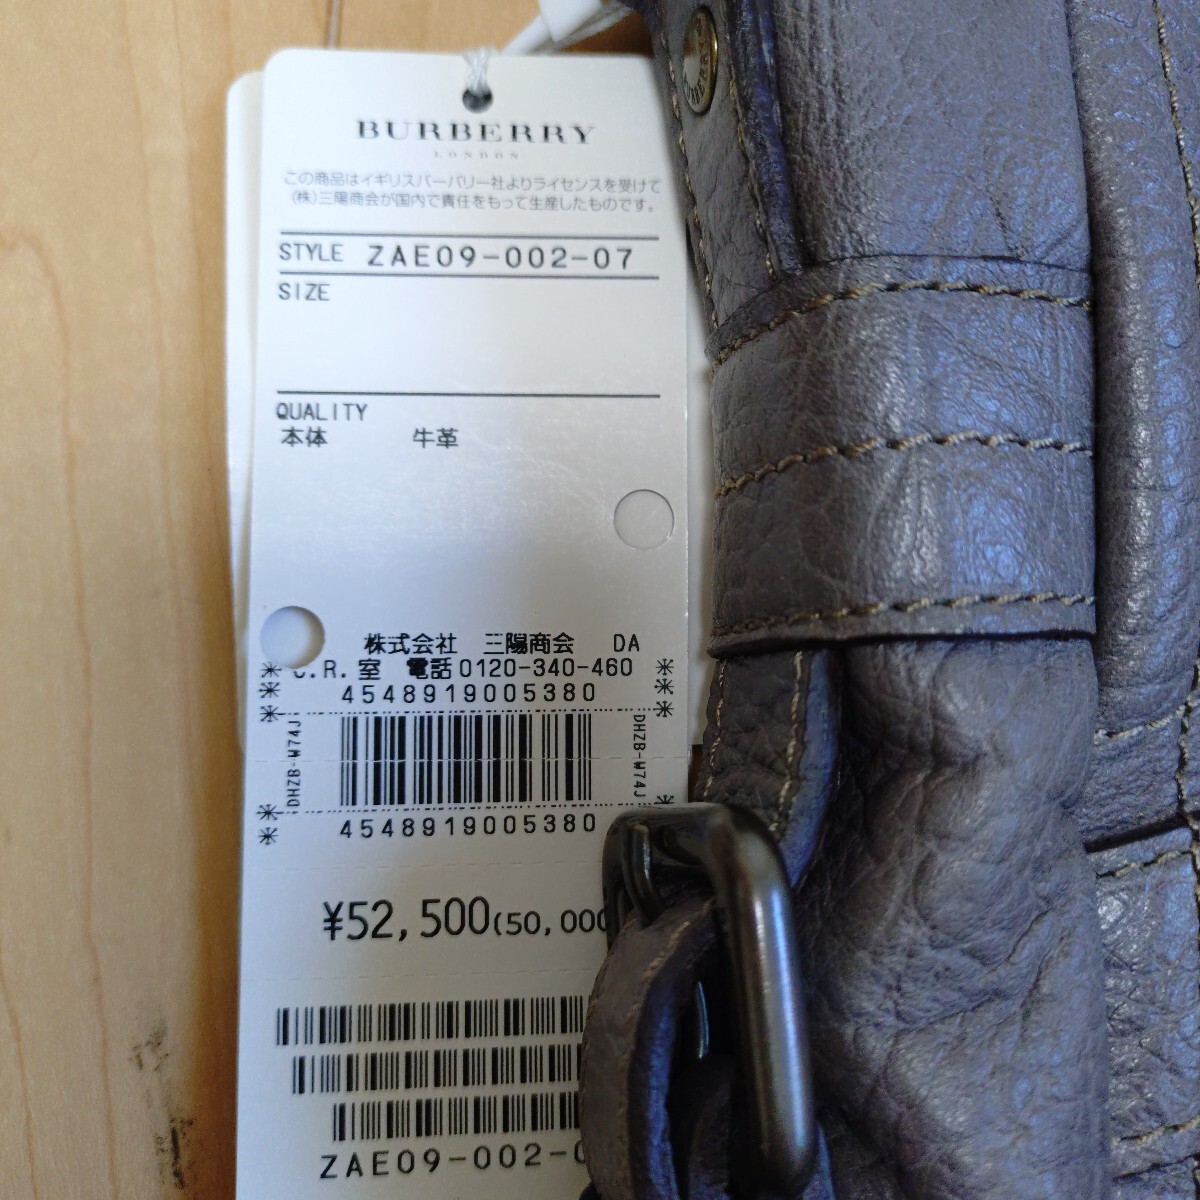 BURBERRY
LONDON
この商品はイギリスバーバリー社よりライセンスを受けて
(株)三陽商会が国内で責任をもって生産したものです。
STYLE ZAE09-002-07
SIZE
QUALITY
本体 牛革
株式会社 三陽商会 DA
C.R.室 電話0120-340-460
4548919005380
DHZB-W74J
DHZB-W74J
4548919005380
¥52,500(50,000
ZAE09-002-0